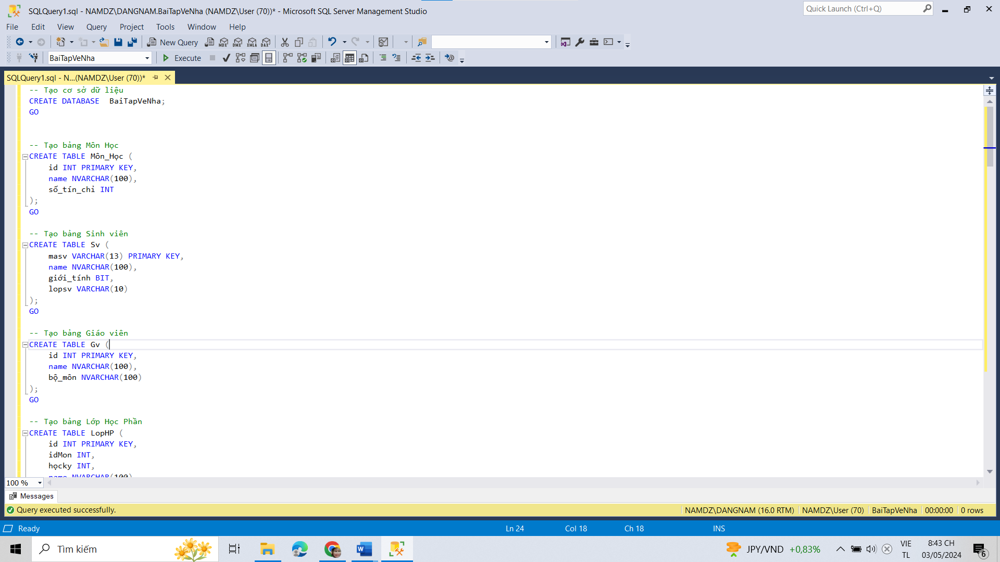 SQLQuery1.sql - NAMDZ\DANGNAM.BaiTapVeNha (NAMDZ\User (70))* - Microsoft SQL Server Management Studio
Quick Launch (Ctrl+Q)
File Edit View Query Project Tools Window Help
New Query MDX DMX XMLA DAX
BaiTapVeNha Execute
SQLQuery1.sql - N...(NAMDZ\User (70))*
-- Tạo cơ sở dữ liệu
CREATE DATABASE  BaiTapVeNha;
GO
-- Tạo bảng Môn Học
CREATE TABLE Môn_Học (
id INT PRIMARY KEY,
name NVARCHAR(100),
số_tín_chỉ INT
);
GO
-- Tạo bảng Sinh viên
CREATE TABLE Sv (
masv VARCHAR(13) PRIMARY KEY,
name NVARCHAR(100),
giới_tính BIT,
lopsv VARCHAR(10)
);
GO
-- Tạo bảng Giáo viên
CREATE TABLE Gv (
id INT PRIMARY KEY,
name NVARCHAR(100),
bộ_môn NVARCHAR(100)
);
GO
-- Tạo bảng Lớp Học Phần
CREATE TABLE LopHP (
id INT PRIMARY KEY,
idMon INT,
họcky INT,
name NVARCHAR(100)
100 %
Messages
Query executed successfully.
NAMDZ\DANGNAM (16.0 RTM) NAMDZ\User (70) BaiTapVeNha 00:00:00 0 rows
Ready
Ln 24 Col 18 Ch 18 INS
Tìm kiếm
JPY/VND +0,83%
VIE
TL
8:43 CH
03/05/2024
6